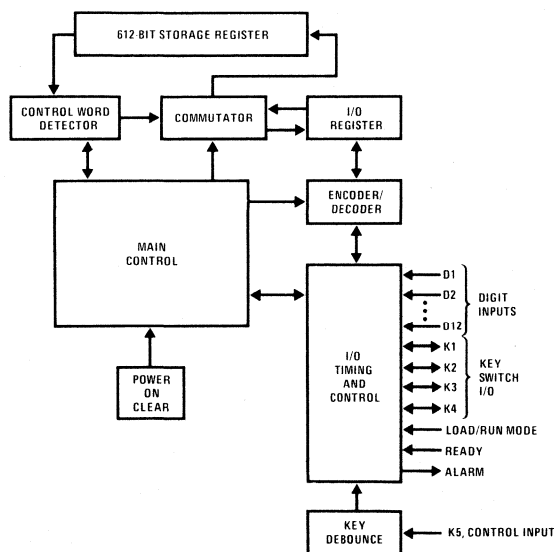 612-BIT STORAGE REGISTER
CONTROL WORD
DETECTOR
COMMUTATOR
I/O
REGISTER
ENCODER/
DECODER
MAIN
CONTROL
POWER
ON
CLEAR
I/O
TIMING
AND
CONTROL
D1
D2
D12
DIGIT
INPUTS
K1
K2
K3
K4
KEY
SWITCH
I/O
LOAD/RUN MODE
READY
ALARM
KEY
DEBOUNCE
K5, CONTROL INPUT